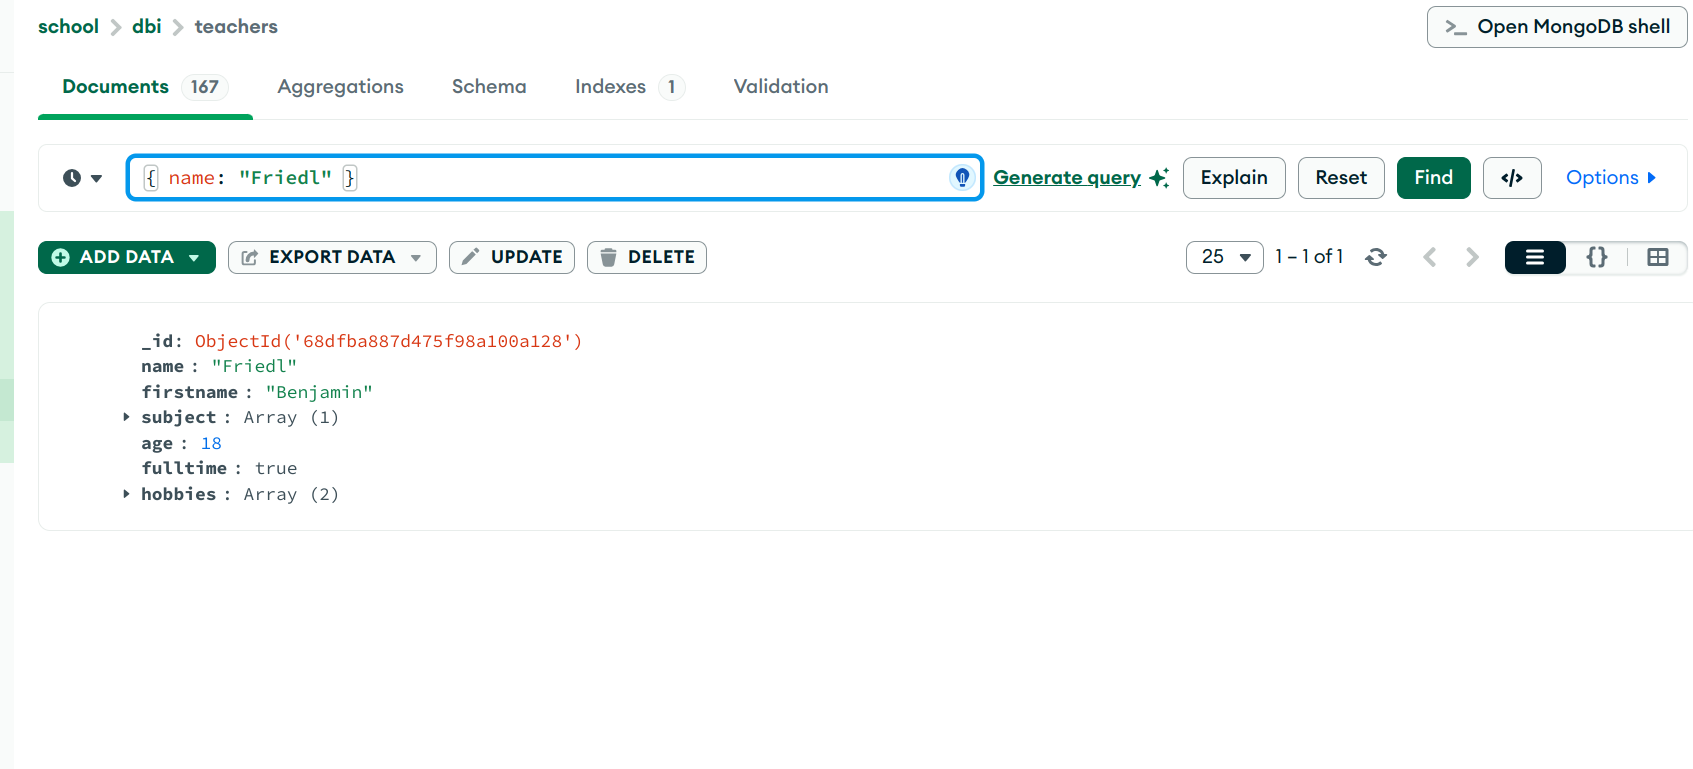 school dbi teachers
>_ Open MongoDB shell
Documents 167 Aggregations Schema Indexes 1 Validation
{ name: "Friedl" } Generate query Explain Reset Find </> Options
ADD DATA EXPORT DATA UPDATE DELETE 25 1 – 1 of 1 {}
_id: ObjectId('68dfba887d475f98a100a128')
name : "Friedl"
firstname : "Benjamin"
subject : Array (1)
age : 18
fulltime : true
hobbies : Array (2)